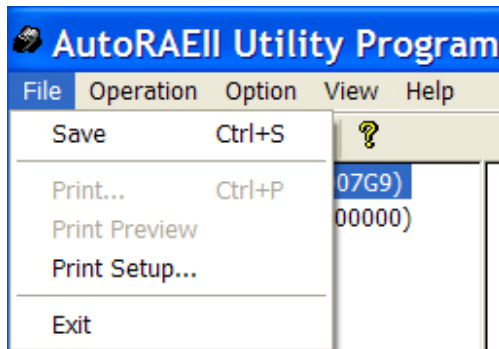 AutoRAEII Utility Program
File Operation Option View Help
Save Ctrl+S
Print... Ctrl+P
07G9)
Print Preview
00000)
Print Setup...
Exit